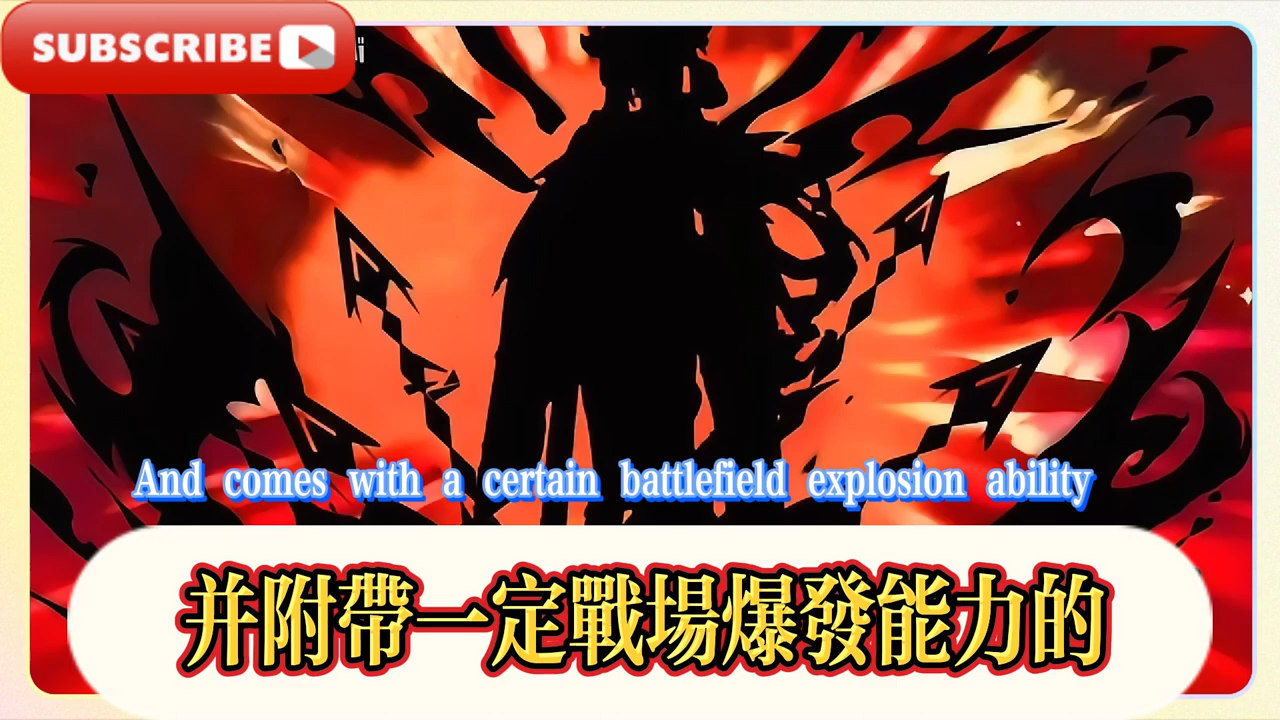 SUBSCRIBE
And comes with a certain battlefield explosion ability
并附帶一定戰場爆發能力的